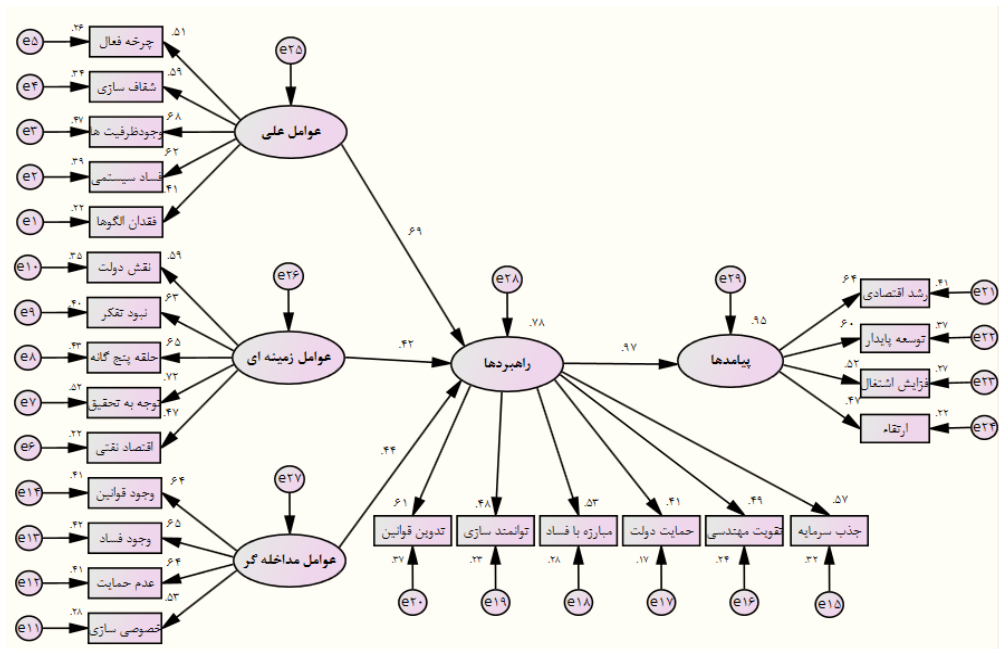 e۵ .۲۶ چرخه فعال .۵۱
e۴ .۳۴ شفاف سازی .۵۹
e۳ .۴۷ وجودظرفیت ها .۶۸
e۲ .۳۹ فساد سیستمی .۶۲
e۱ .۲۲ فقدان الگوها .۴۱
e۲۵
عوامل علی
.۶۹
e۱۰ .۳۵ نقش دولت .۵۹
e۹ .۴۰ نبود تفکر .۶۳
e۸ .۴۳ حلقه پنج گانه .۶۵
e۷ .۵۲ توجه به تحقیق .۷۲
e۶ .۲۲ اقتصاد نفتی .۴۷
e۲۶
عوامل زمینه ای
.۴۲
e۱۴ .۴۱ وجود قوانین .۶۴
e۱۳ .۴۲ وجود فساد .۶۵
e۱۲ .۴۱ عدم حمایت .۶۴
e۱۱ .۲۸ خصوصی سازی .۵۳
e۲۷
عوامل مداخله گر
.۴۴
e۲۸
.۷۸
راهبردها
.۹۷
e۲۹
.۹۵
پیامدها
.۶۴ رشد اقتصادی .۴۱ e۲۱
.۶۰ توسعه پایدار .۳۷ e۲۲
.۵۲ فزایش اشتغال .۲۷ e۲۳
.۴۷ ارتقاء .۲۲ e۲۴
.۶۱ تدوین قوانین .۳۷ e۲۰
.۴۸ توانمند سازی .۲۳ e۱۹
.۵۳ مبارزه با فساد .۲۸ e۱۸
.۴۱ حمایت دولت .۱۷ e۱۷
.۴۹ تقویت مهندسی .۲۴ e۱۶
.۵۷ جذب سرمایه .۳۲ e۱۵